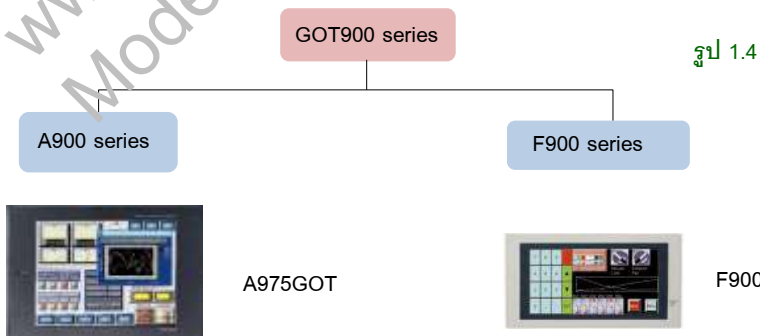 GOT900 series
รูป 1.4
A900 series
F900 series
A975GOT
F900